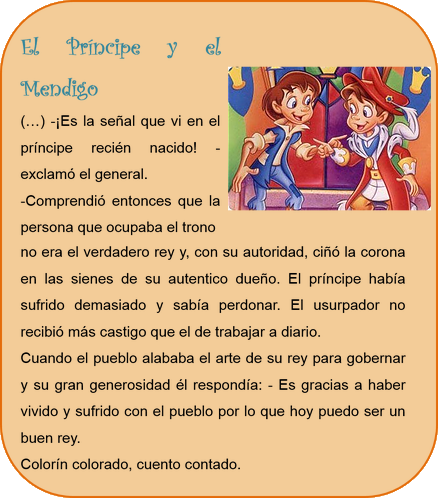 El Príncipe y el
Mendigo
(…) -¡Es la señal que vi en el
príncipe recién nacido! -
exclamó el general.
-Comprendió entonces que la
persona que ocupaba el trono
no era el verdadero rey y, con su autoridad, ciñó la corona
en las sienes de su autentico dueño. El príncipe había
sufrido demasiado y sabía perdonar. El usurpador no
recibió más castigo que el de trabajar a diario.
Cuando el pueblo alababa el arte de su rey para gobernar
y su gran generosidad él respondía: - Es gracias a haber
vivido y sufrido con el pueblo por lo que hoy puedo ser un
buen rey.
Colorín colorado, cuento contado.